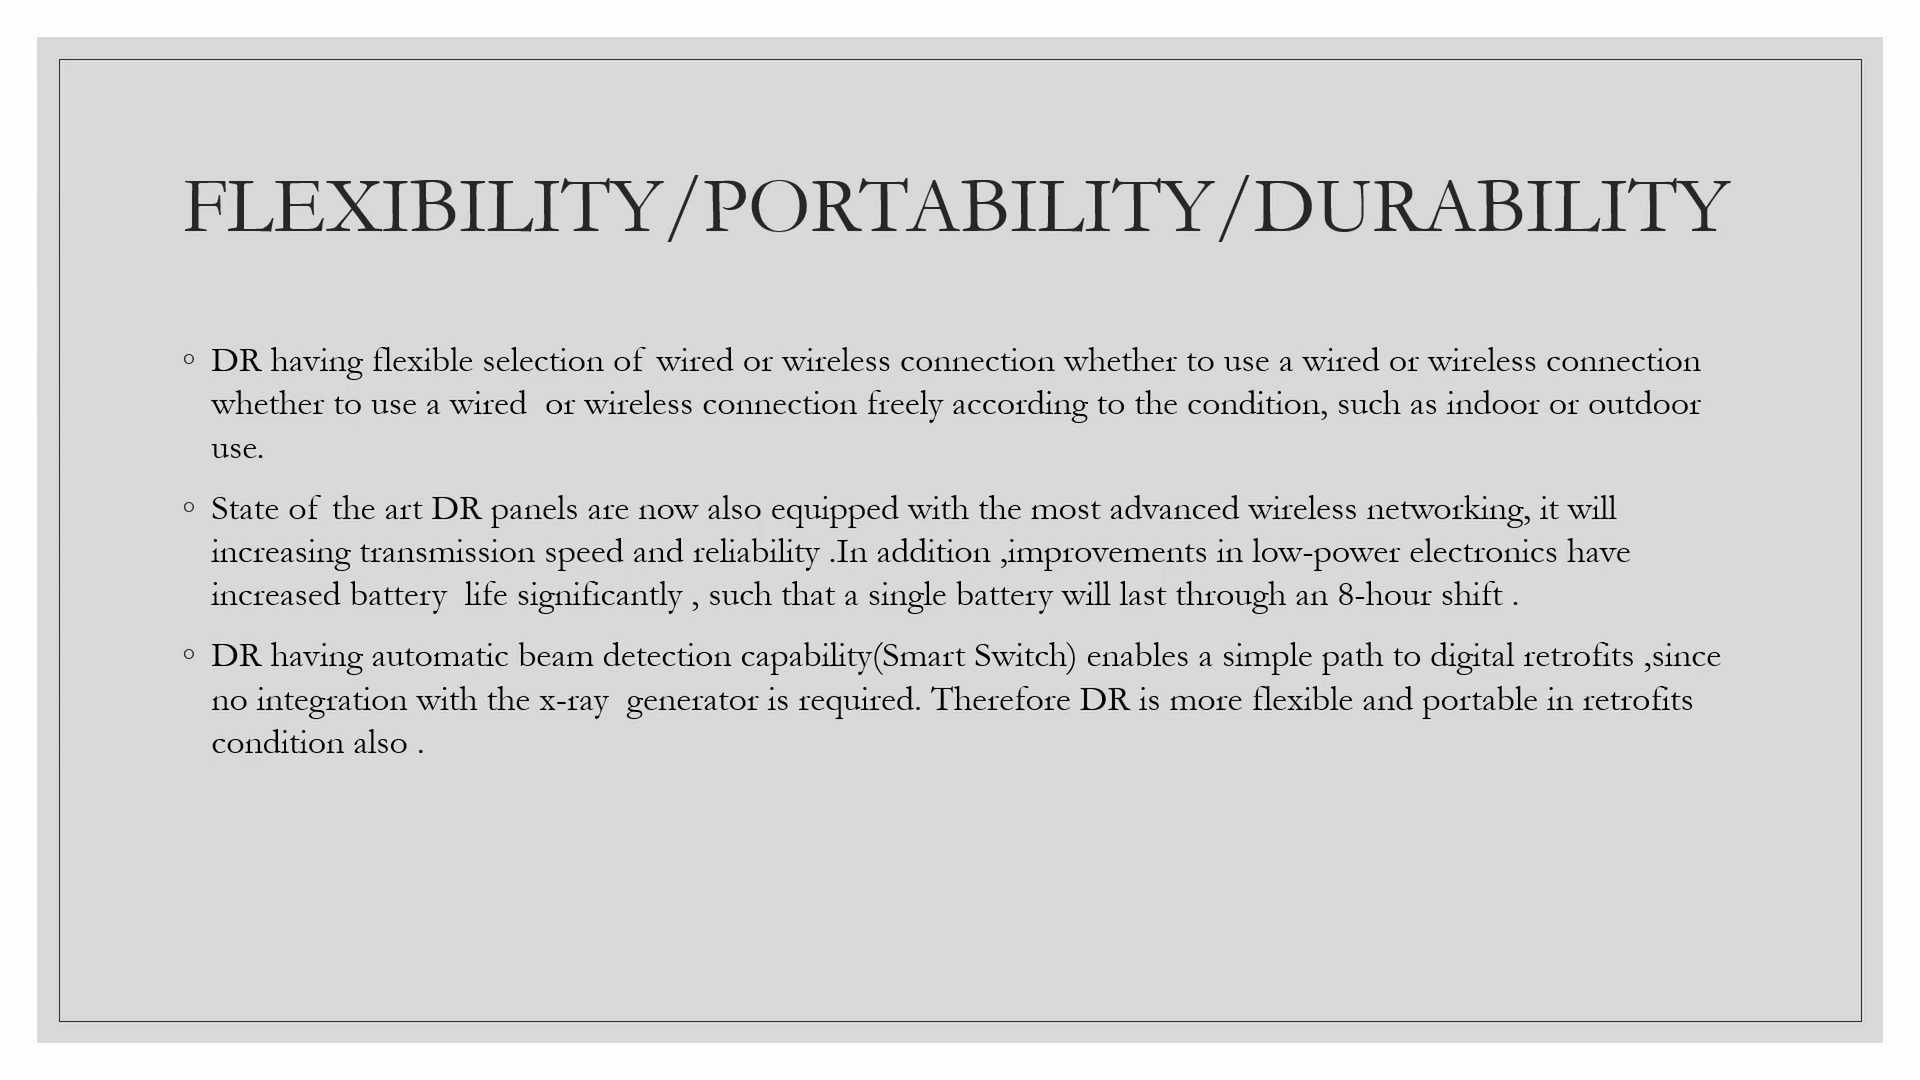 FLEXIBILITY/PORTABILITY/DURABILITY
◦ DR having flexible selection of wired or wireless connection whether to use a wired or wireless connection
whether to use a wired  or wireless connection freely according to the condition, such as indoor or outdoor
use.
◦ State of the art DR panels are now also equipped with the most advanced wireless networking, it will
increasing transmission speed and reliability .In addition ,improvements in low-power electronics have
increased battery  life significantly , such that a single battery will last through an 8-hour shift .
◦ DR having automatic beam detection capability(Smart Switch) enables a simple path to digital retrofits ,since
no integration with the x-ray  generator is required. Therefore DR is more flexible and portable in retrofits
condition also .